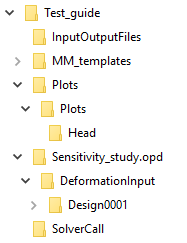 Test_guide
InputOutputFiles
MM_templates
Plots
Plots
Head
Sensitivity_study.opd
DeformationInput
Design0001
SolverCall